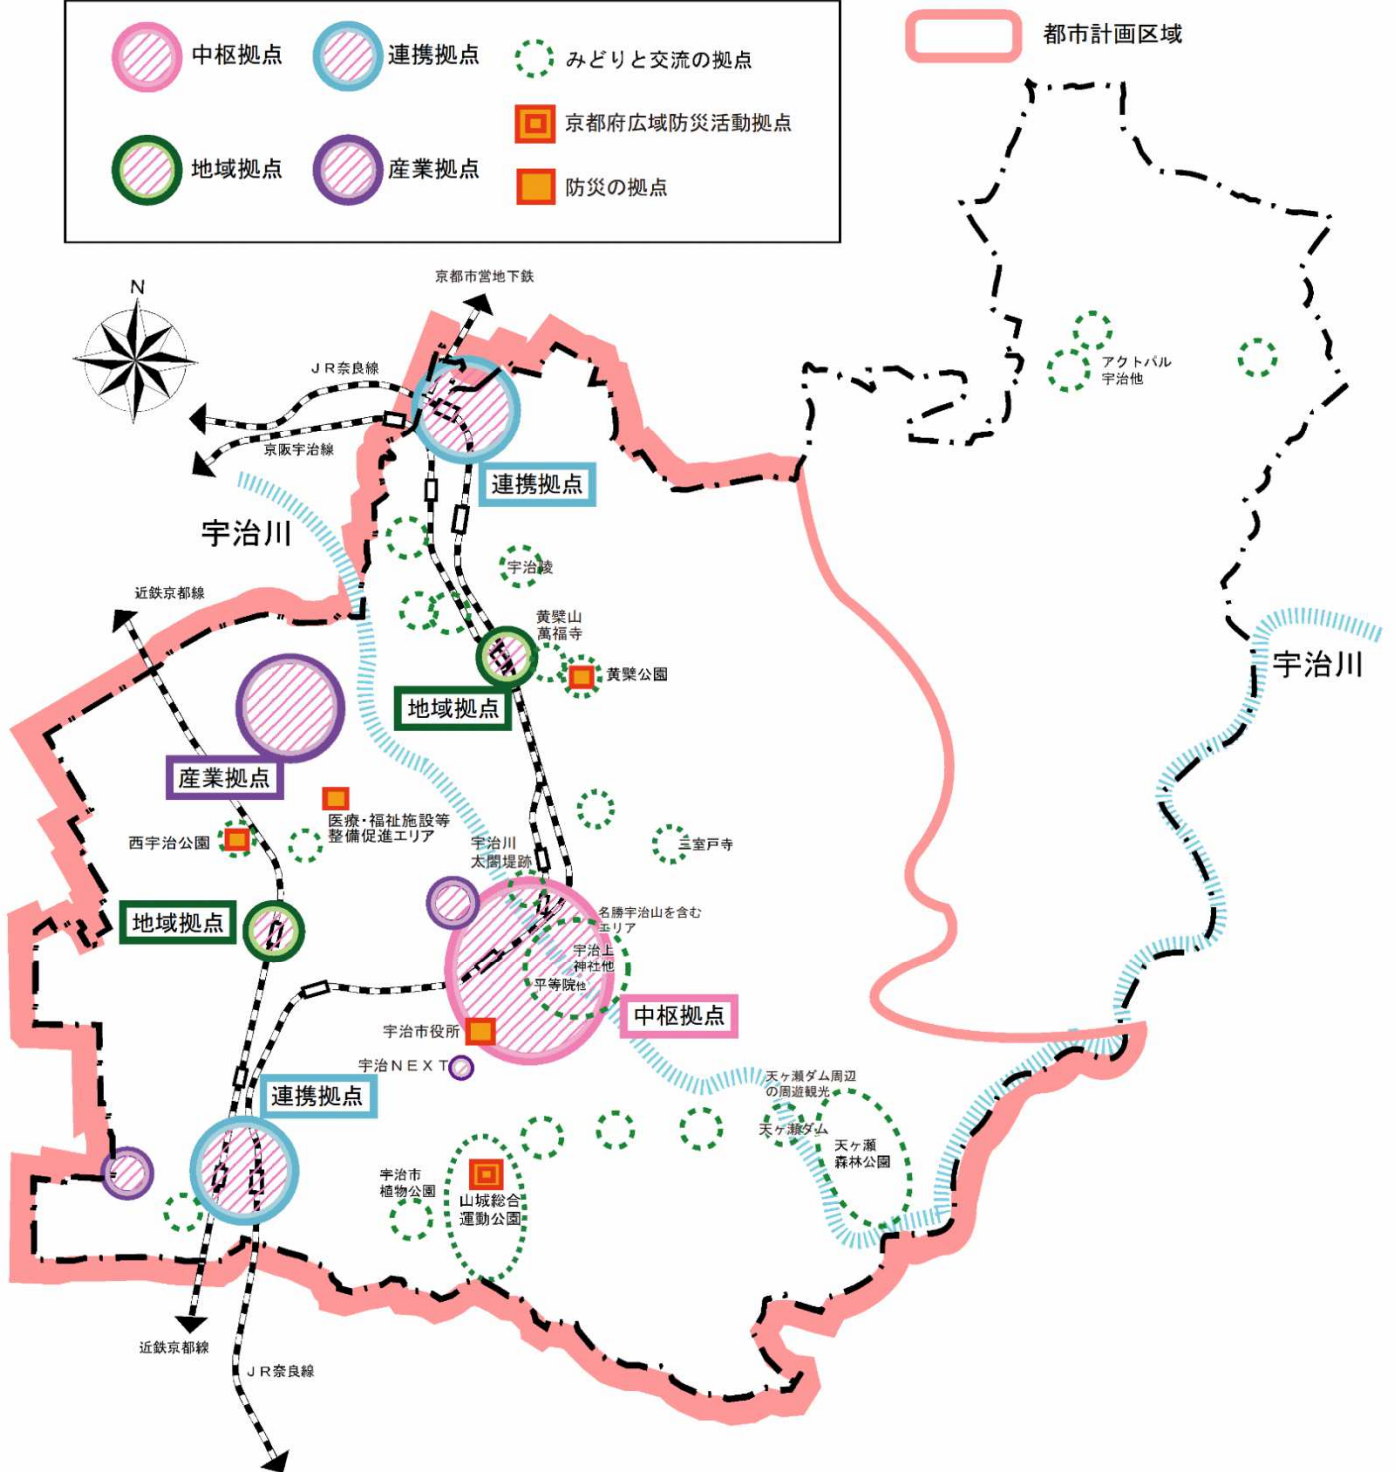 中枢拠点
連携拠点
みどりと交流の拠点
京都府広域防災活動拠点
地域拠点
産業拠点
防災の拠点
都市計画区域
N
京都市営地下鉄
JR奈良線
京阪宇治線
連携拠点
宇治川
アクトパル
宇治他
宇治陵
近鉄京都線
黄檗山
萬福寺
黄檗公園
地域拠点
宇治川
産業拠点
医療・福祉施設等
整備促進エリア
西宇治公園
宇治川
太閤堤跡
三室戸寺
地域拠点
名勝宇治山を含む
エリア
宇治上
神社他
平等院他
中枢拠点
宇治市役所
宇治NEXT
連携拠点
天ヶ瀬ダム周辺
の周遊観光
天ヶ瀬ダム
天ヶ瀬
森林公園
宇治市
植物公園
山城総合
運動公園
近鉄京都線
JR奈良線